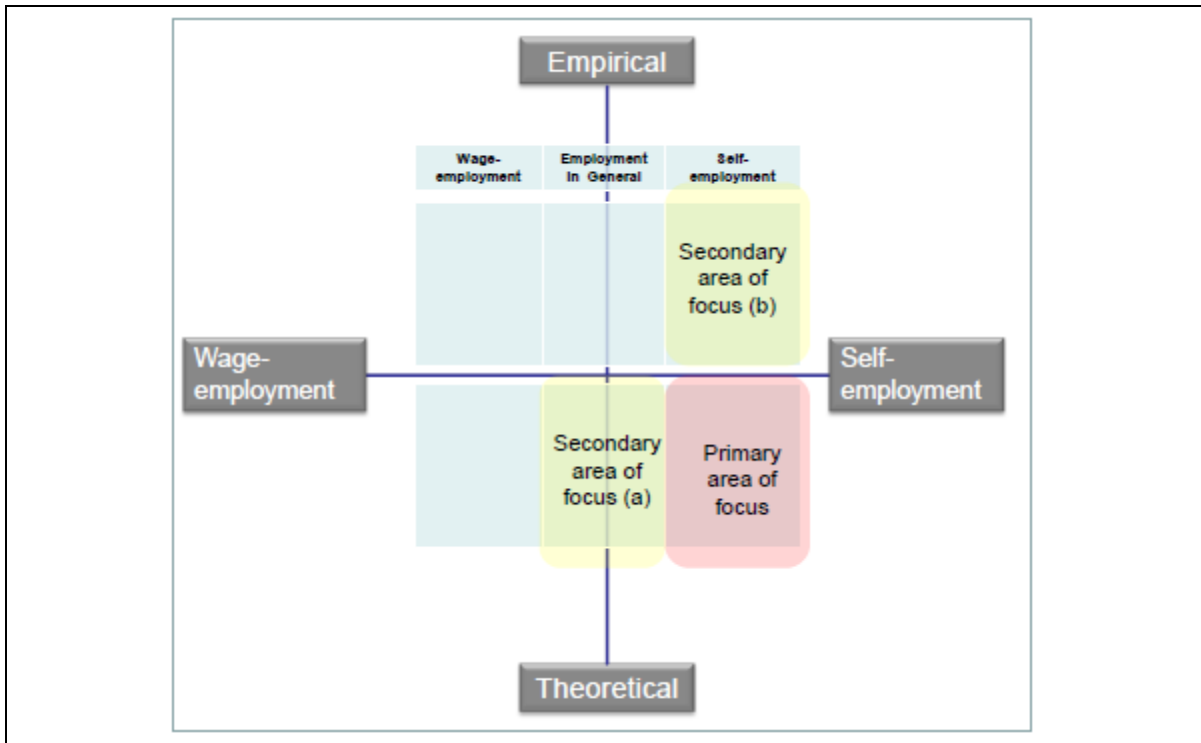 Empirical
Wage-
employment
Employment
In General
Self-
employment
Secondary
area of
focus (b)
Wage-
employment
Self-
employment
Secondary
area of
focus (a)
Primary
area of
focus
Theoretical